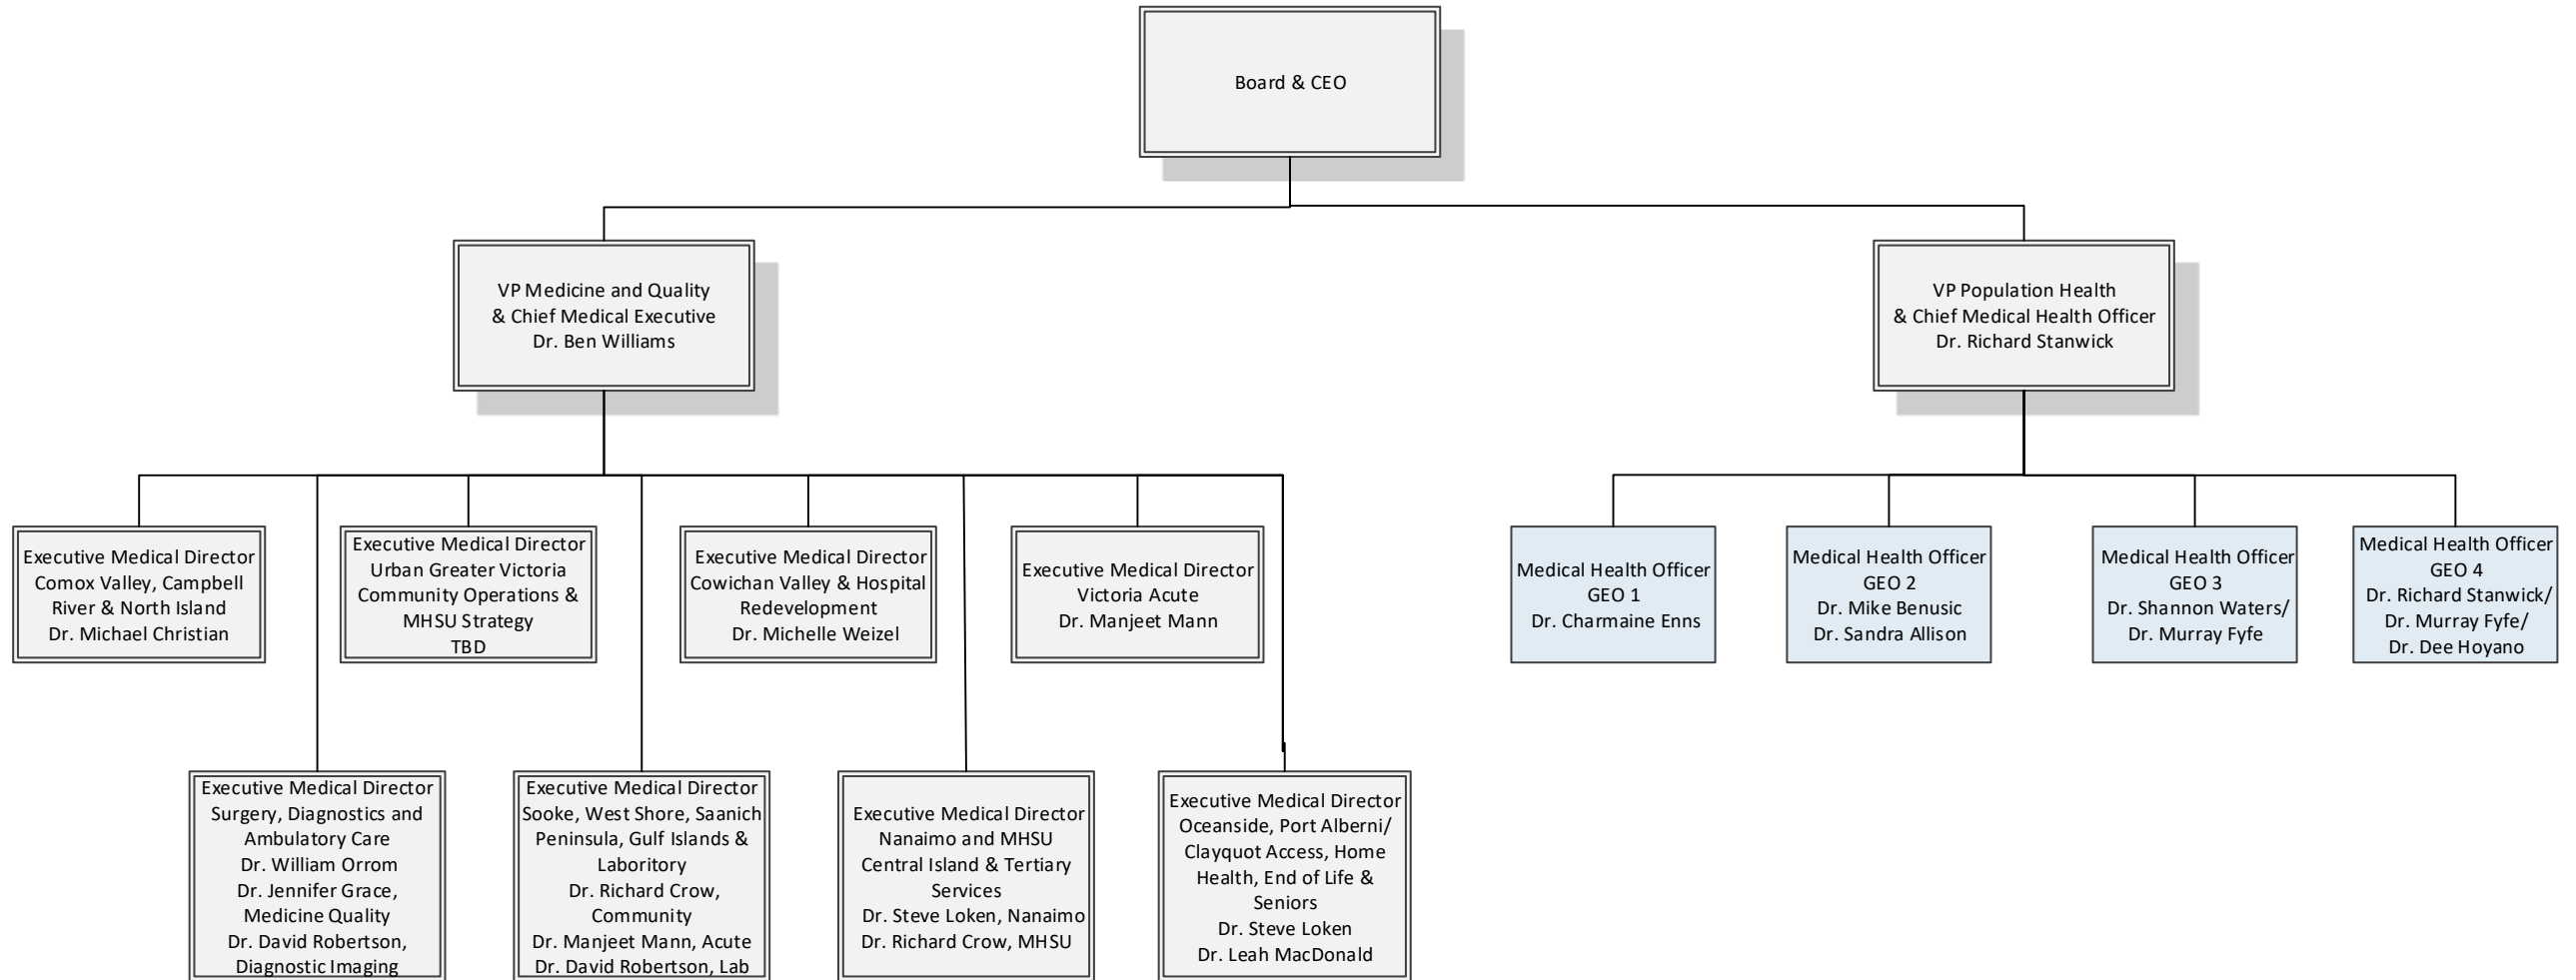 Board & CEO
VP Medicine and Quality
& Chief Medical Executive
Dr. Ben Williams
VP Population Health
& Chief Medical Health Officer
Dr. Richard Stanwick
Executive Medical Director
Comox Valley, Campbell
River & North Island
Dr. Michael Christian
Executive Medical Director
Urban Greater Victoria
Community Operations &
MHSU Strategy
TBD
Executive Medical Director
Cowichan Valley & Hospital
Redevelopment
Dr. Michelle Weizel
Executive Medical Director
Victoria Acute
Dr. Manjeet Mann
Medical Health Officer
GEO 1
Dr. Charmaine Enns
Medical Health Officer
GEO 2
Dr. Mike Benusic
Dr. Sandra Allison
Medical Health Officer
GEO 3
Dr. Shannon Waters/
Dr. Murray Fyfe
Medical Health Officer
GEO 4
Dr. Richard Stanwick/
Dr. Murray Fyfe/
Dr. Dee Hoyano
Executive Medical Director
Surgery, Diagnostics and
Ambulatory Care
Dr. William Orrom
Dr. Jennifer Grace,
Medicine Quality
Dr. David Robertson,
Diagnostic Imaging
Executive Medical Director
Sooke, West Shore, Saanich
Peninsula, Gulf Islands &
Laboritory
Dr. Richard Crow,
Community
Dr. Manjeet Mann, Acute
Dr. David Robertson, Lab
Executive Medical Director
Nanaimo and MHSU
Central Island & Tertiary
Services
Dr. Steve Loken, Nanaimo
Dr. Richard Crow, MHSU
Executive Medical Director
Oceanside, Port Alberni/
Clayquot Access, Home
Health, End of Life &
Seniors
Dr. Steve Loken
Dr. Leah MacDonald